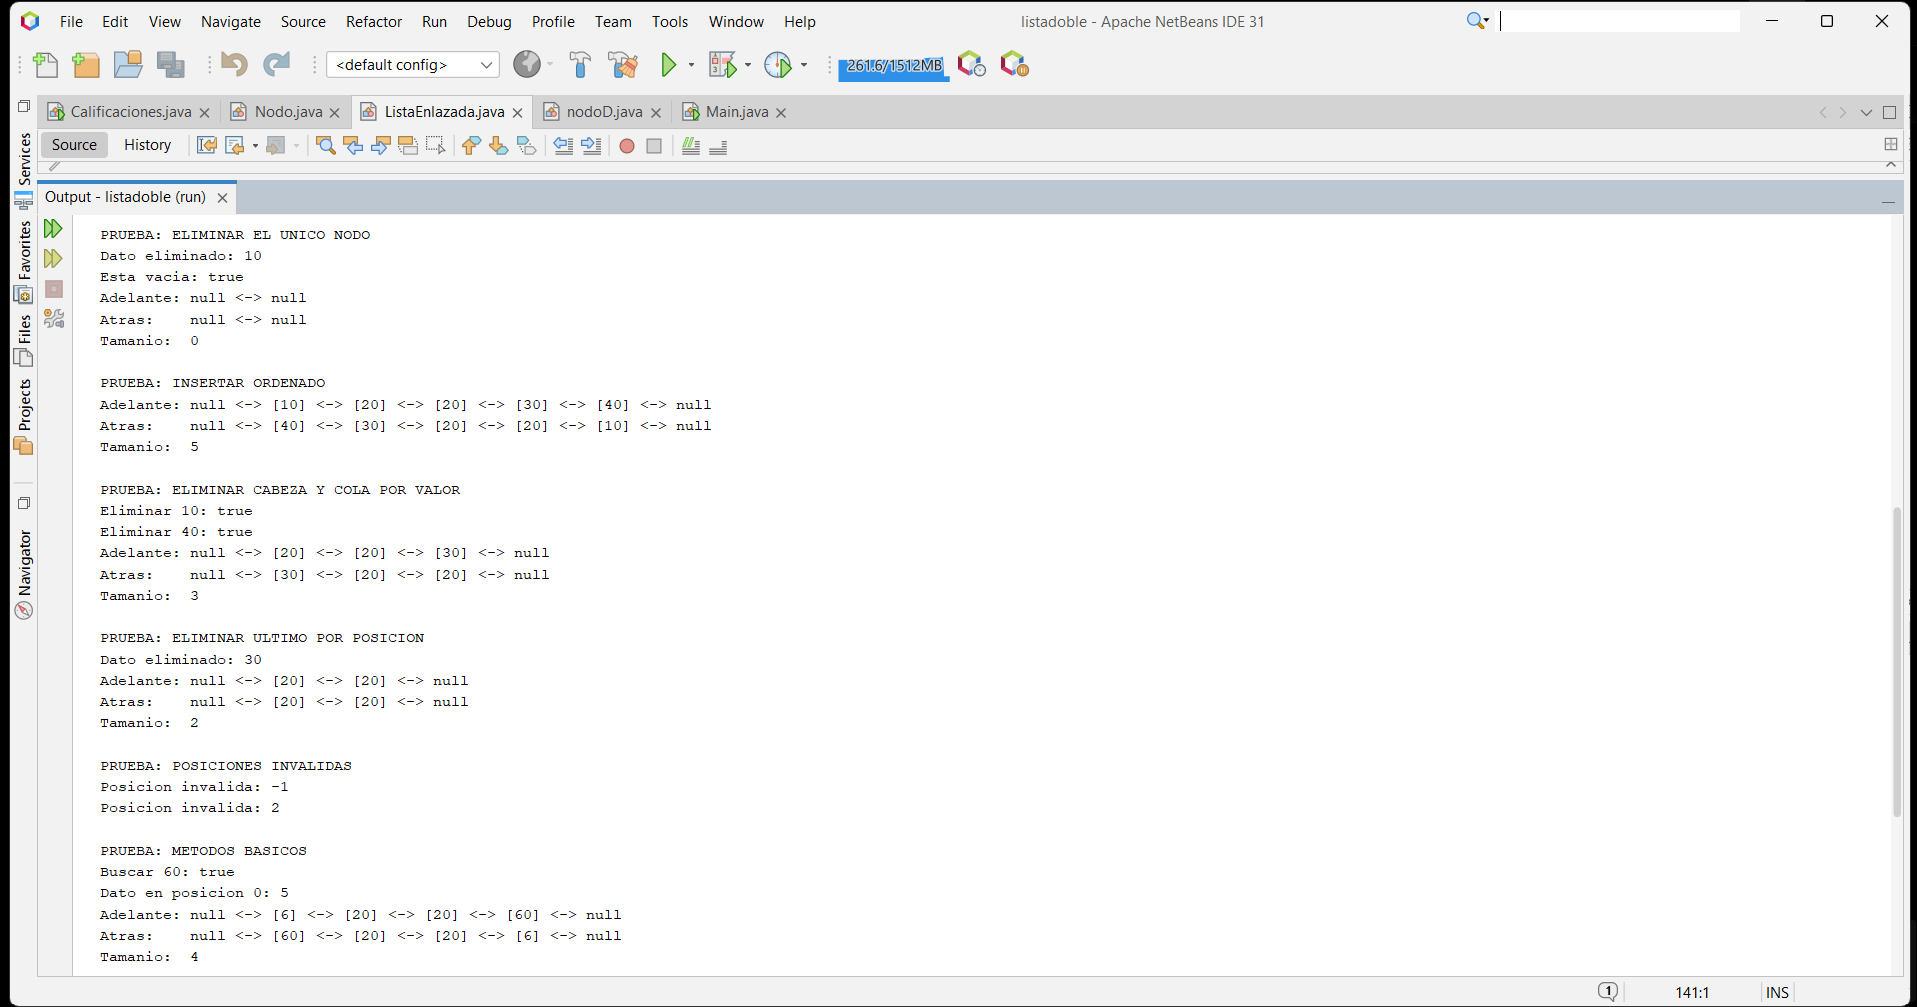 File Edit View Navigate Source Refactor Run Debug Profile Team Tools Window Help
listadoble - Apache NetBeans IDE 31
<default config>
261.6/1512MB
Calificaciones.java
Nodo.java
ListaEnlazada.java
nodoD.java
Main.java
Source History
Services
Favorites
Files
Projects
Navigator
Output - listadoble (run)
PRUEBA: ELIMINAR EL UNICO NODO
Dato eliminado: 10
Esta vacia: true
Adelante: null <-> null
Atras:    null <-> null
Tamanio:  0
PRUEBA: INSERTAR ORDENADO
Adelante: null <-> [10] <-> [20] <-> [20] <-> [30] <-> [40] <-> null
Atras:    null <-> [40] <-> [30] <-> [20] <-> [20] <-> [10] <-> null
Tamanio:  5
PRUEBA: ELIMINAR CABEZA Y COLA POR VALOR
Eliminar 10: true
Eliminar 40: true
Adelante: null <-> [20] <-> [20] <-> [30] <-> null
Atras:    null <-> [30] <-> [20] <-> [20] <-> null
Tamanio:  3
PRUEBA: ELIMINAR ULTIMO POR POSICION
Dato eliminado: 30
Adelante: null <-> [20] <-> [20] <-> null
Atras:    null <-> [20] <-> [20] <-> null
Tamanio:  2
PRUEBA: POSICIONES INVALIDAS
Posicion invalida: -1
Posicion invalida: 2
PRUEBA: METODOS BASICOS
Buscar 60: true
Dato en posicion 0: 5
Adelante: null <-> [6] <-> [20] <-> [20] <-> [60] <-> null
Atras:    null <-> [60] <-> [20] <-> [20] <-> [6] <-> null
Tamanio:  4
1
141:1
INS